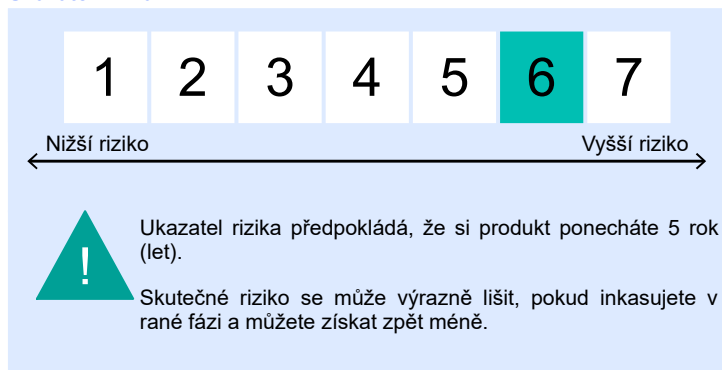 1 2 3 4 5 6 7
Nižší riziko Vyšší riziko
!
Ukazatel rizika předpokládá, že si produkt ponecháte 5 rok
(let).
Skutečné riziko se může výrazně lišit, pokud inkasujete v
rané fázi a můžete získat zpět méně.